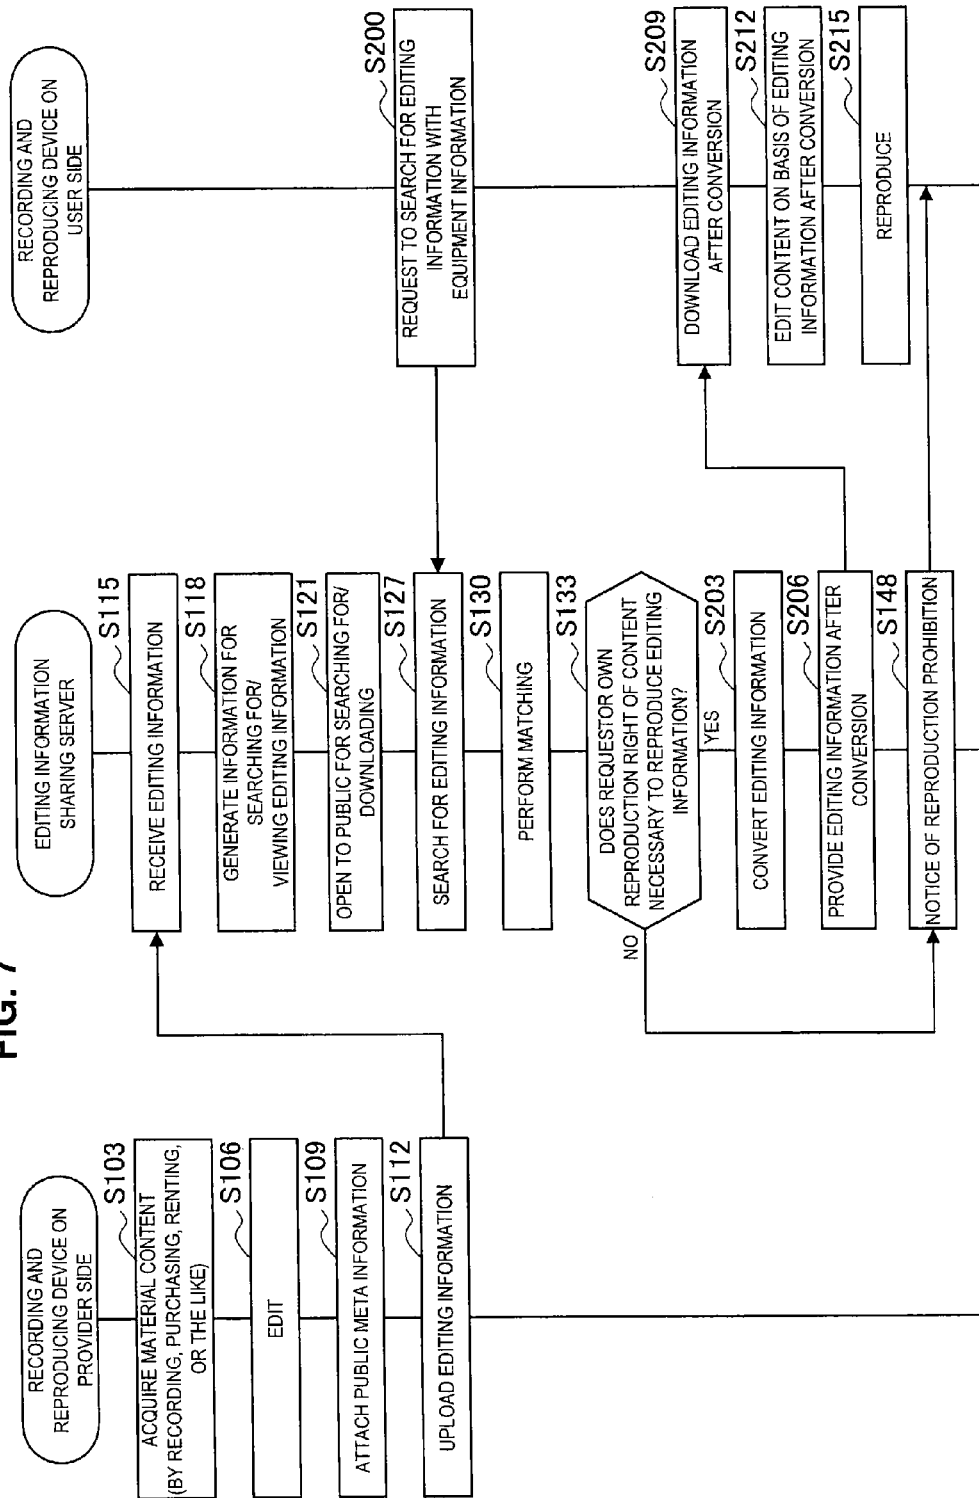 FIG. 7
RECORDING AND
REPRODUCING DEVICE ON
PROVIDER SIDE
S103
ACQUIRE MATERIAL CONTENT
(BY RECORDING, PURCHASING, RENTING,
OR THE LIKE)
S106
EDIT
S109
ATTACH PUBLIC META INFORMATION
S112
UPLOAD EDITING INFORMATION
EDITING INFORMATION
SHARING SERVER
S115
RECEIVE EDITING INFORMATION
S118
GENERATE INFORMATION FOR
SEARCHING FOR/
VIEWING EDITING INFORMATION
S121
OPEN TO PUBLIC FOR SEARCHING FOR/
DOWNLOADING
S127
SEARCH FOR EDITING INFORMATION
S130
PERFORM MATCHING
S133
DOES REQUESTOR OWN
REPRODUCTION RIGHT OF CONTENT
NECESSARY TO REPRODUCE EDITING
INFORMATION?
NO
YES
S203
CONVERT EDITING INFORMATION
S206
PROVIDE EDITING INFORMATION AFTER
CONVERSION
S148
NOTICE OF REPRODUCTION PROHIBITION
RECORDING AND
REPRODUCING DEVICE ON
USER SIDE
S200
REQUEST TO SEARCH FOR EDITING
INFORMATION WITH
EQUIPMENT INFORMATION
S209
DOWNLOAD EDITING INFORMATION
AFTER CONVERSION
S212
EDIT CONTENT ON BASIS OF EDITING
INFORMATION AFTER CONVERSION
S215
REPRODUCE